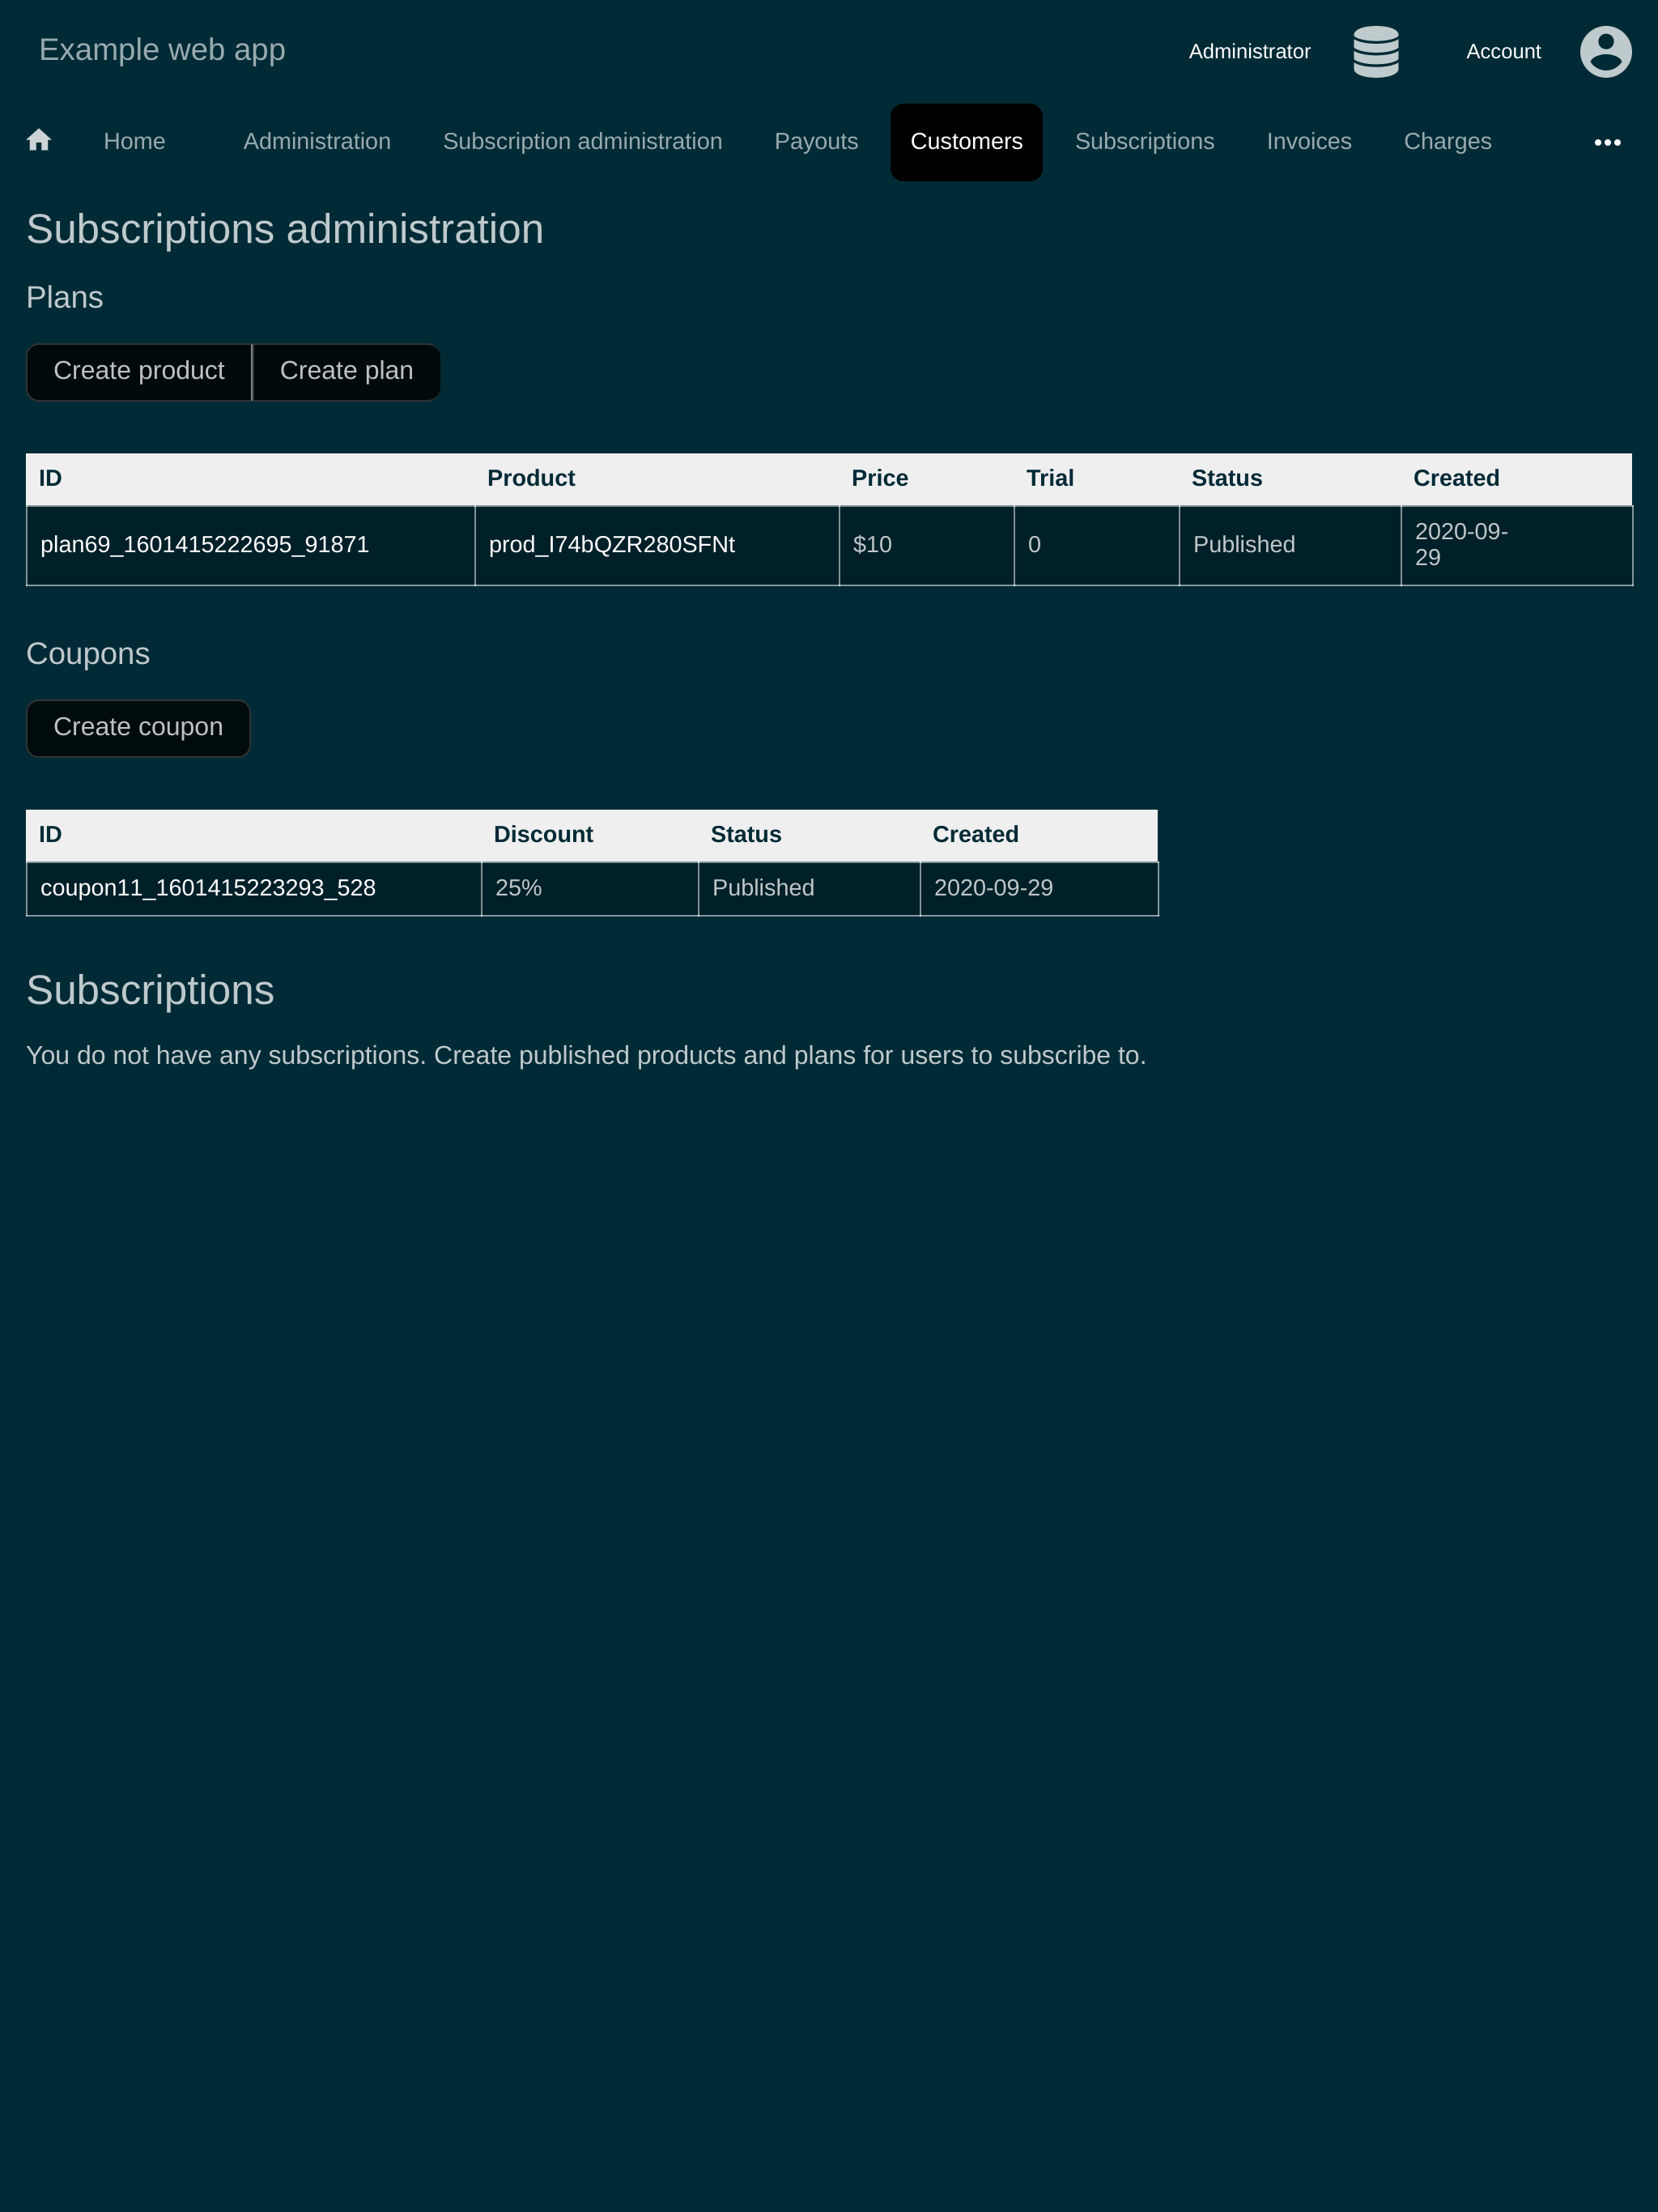 Example web app
Administrator
Account
Home Administration Subscription administration Payouts Customers Subscriptions Invoices Charges
Subscriptions administration
Plans
Create product Create plan
ID Product Price Trial Status Created
plan69_1601415222695_91871 prod_I74bQZR280SFNt $10 0 Published 2020-09-
29
Coupons
Create coupon
ID Discount Status Created
coupon11_1601415223293_528 25% Published 2020-09-29
Subscriptions
You do not have any subscriptions. Create published products and plans for users to subscribe to.